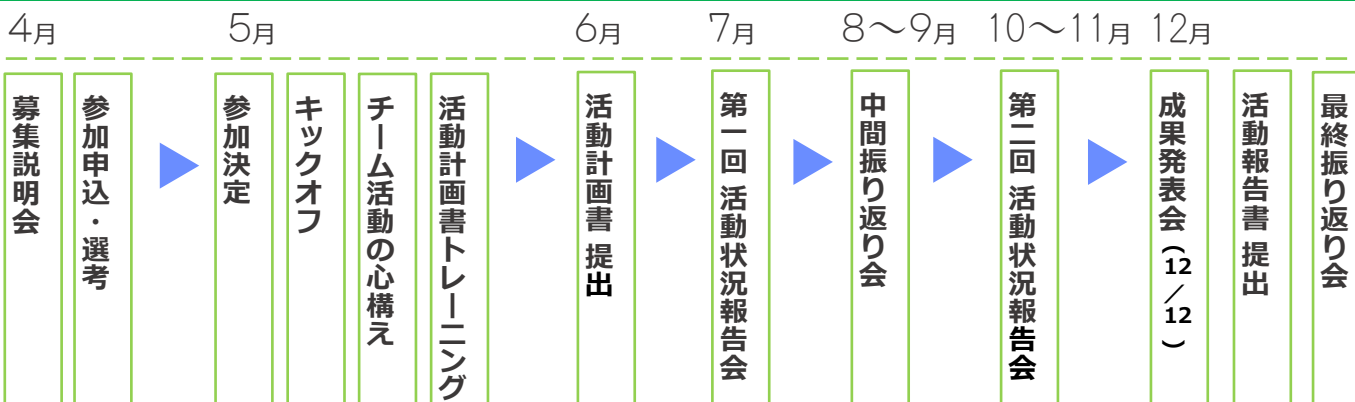 4月
5月
6月
7月
8～9月
10～11月
12月
募集説明会
参加申込・選考
参加決定
キックオフ
チーム活動の心構え
活動計画書トレーニング
活動計画書 提出
第一回 活動状況報告会
中間振り返り会
第二回 活動状況報告会
成果発表会（12／12）
活動報告書 提出
最終振り返り会